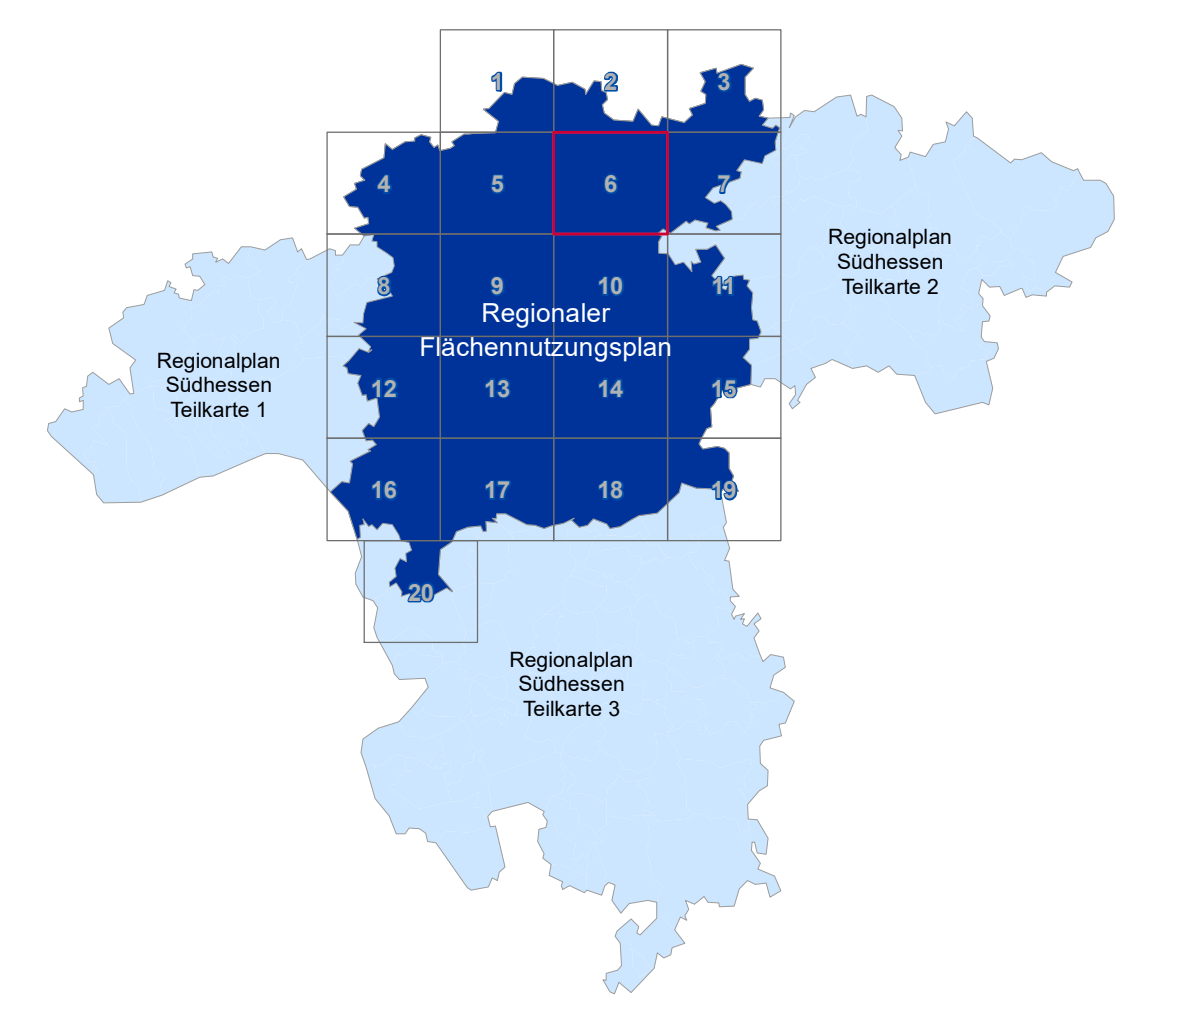 1
2
3
4
5
6
7
Regionalplan
Südhessen
Teilkarte 2
8
9
10
11
Regionaler
Flächennutzungsplan
Regionalplan
Südhessen
Teilkarte 1
12
13
14
15
16
17
18
19
20
Regionalplan
Südhessen
Teilkarte 3